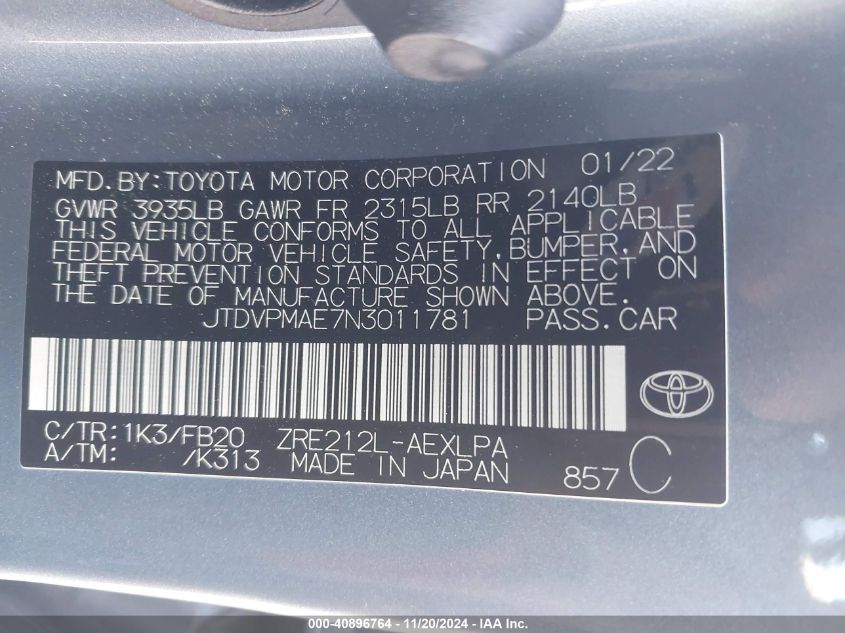 MFD.BY:TOYOTA MOTOR CORPORATION 01/22
GVWR 3935LB GAWR FR 2315LB RR 2140LB
THIS VEHICLE CONFORMS TO ALL APPLICABLE
FEDERAL MOTOR VEHICLE SAFETY,BUMPER,AND
THEFT PREVENTION STANDARDS IN EFFECT ON
THE DATE OF MANUFACTURE SHOWN ABOVE.
JTDVPMAE7N3011781 PASS.CAR
C/TR:1K3/FB20 ZRE212L-AEXLPA
A/TM: /K313 MADE IN JAPAN 857 C
000-40896764 - 11/20/2024 - IAA, Inc.